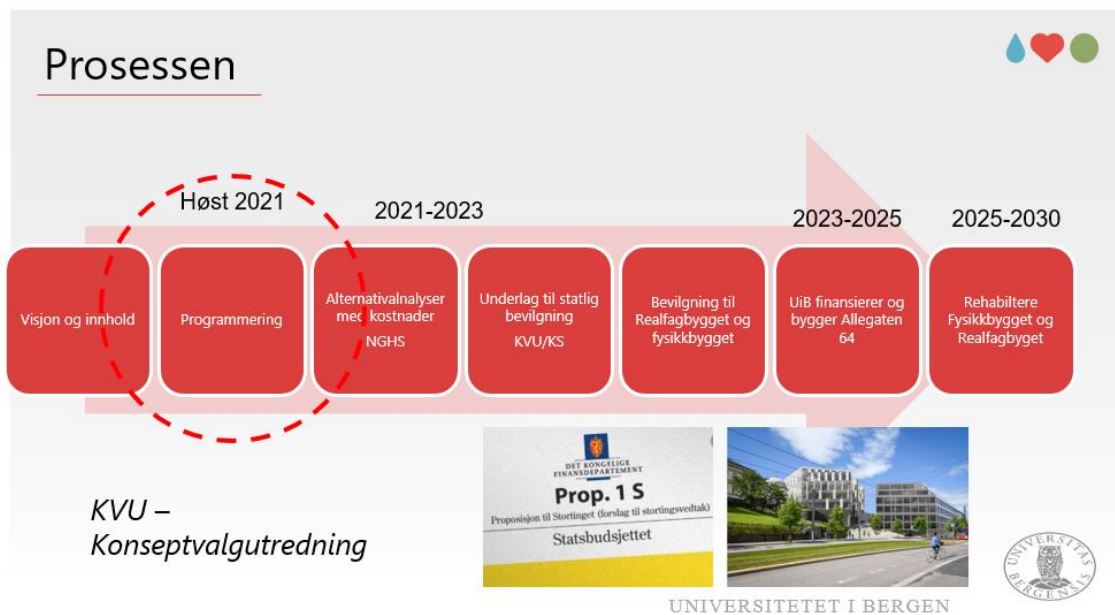 Prosessen
Høst 2021
2021-2023
2023-2025
2025-2030
Visjon og innhold
Programmering
Alternativalnalyser
med kostnader
NGHS
Underlag til statlig
bevilgning
KVU/KS
Bevilgning til
Realfagbygget og
fysikkbygget
UiB finansierer og
bygger Allegaten
64
Rehabiltere
Fysikkbygget og
Realfagbyget
KVU –
Konseptvalgutredning
DET KONGELIGE
FINANSDEPARTEMENT
Prop. 1 S
Proposisjon til Stortinget (forslag til stortingsvedtak)
Statsbudsjettet
UNIVERSITAS
BERGENSIS
UNIVERSITETET I BERGEN